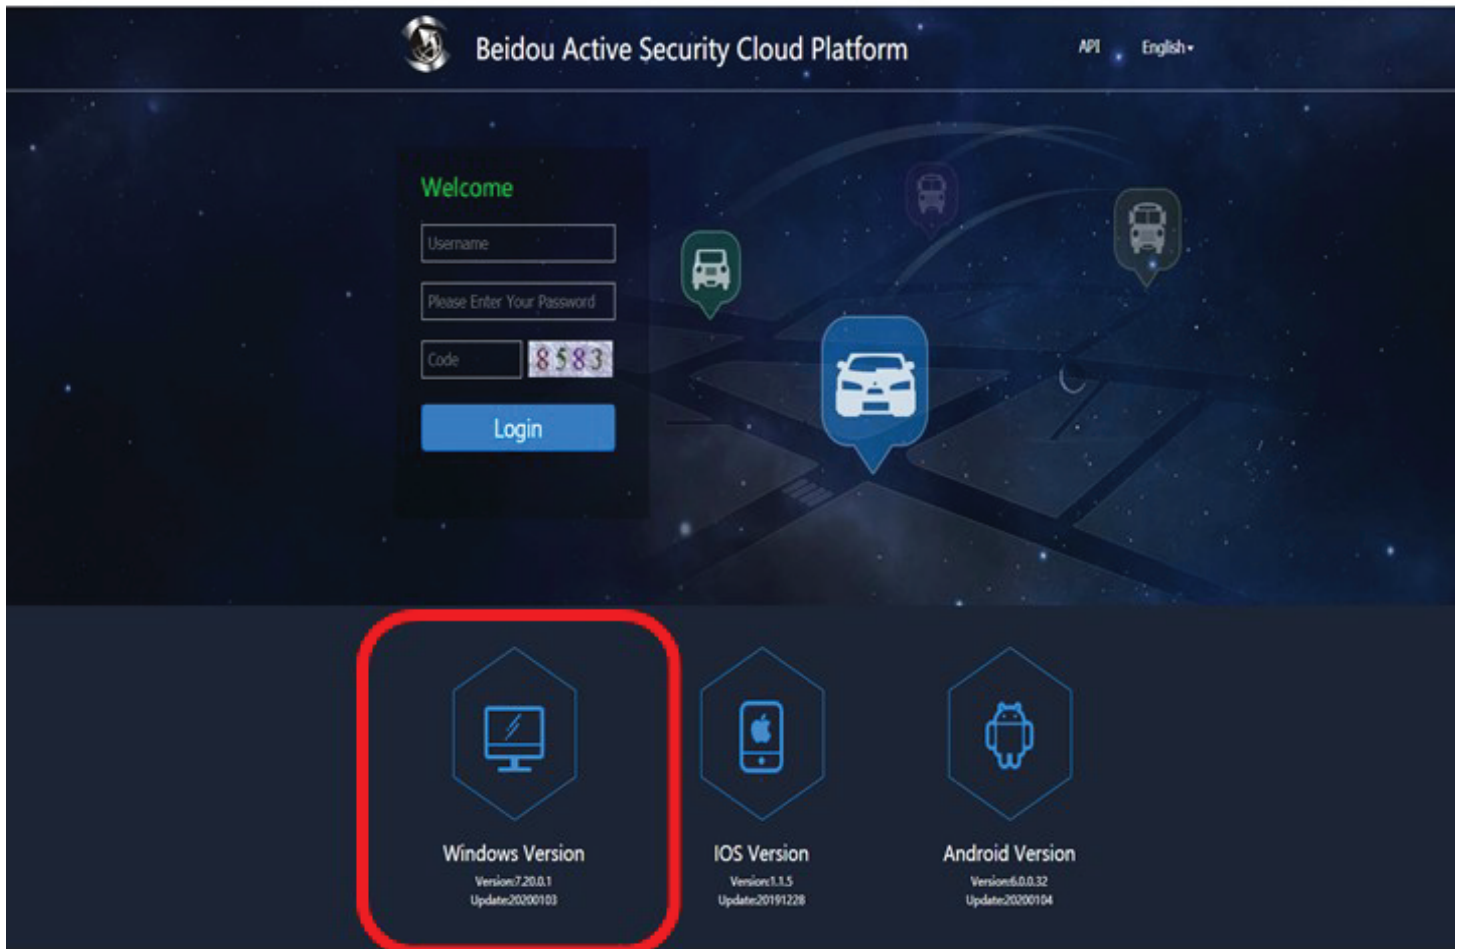 Beidou Active Security Cloud Platform
API
English
Welcome
Username
Please Enter Your Password
Code
8583
Login
Windows Version
Version:7.20.0.1
Update:20200103
IOS Version
Version:1.1.5
Update:20191228
Android Version
Version:6.0.0.32
Update:20200104